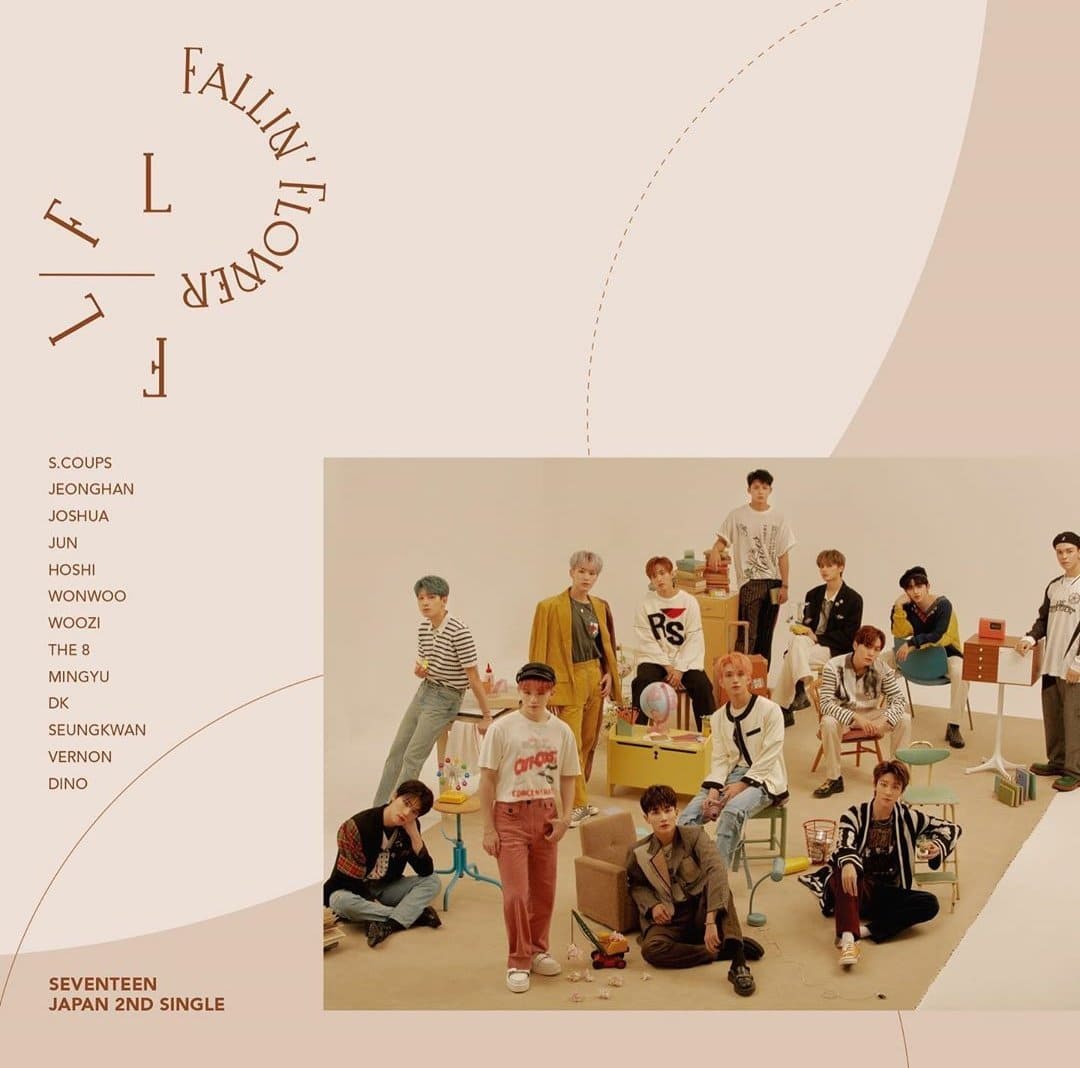 FALLIN' FLOWER
L
F
L
F
S.COUPS
JEONGHAN
JOSHUA
JUN
HOSHI
WONWOO
WOOZI
THE 8
MINGYU
DK
SEUNGKWAN
VERNON
DINO
RS
SEVENTEEN
JAPAN 2ND SINGLE